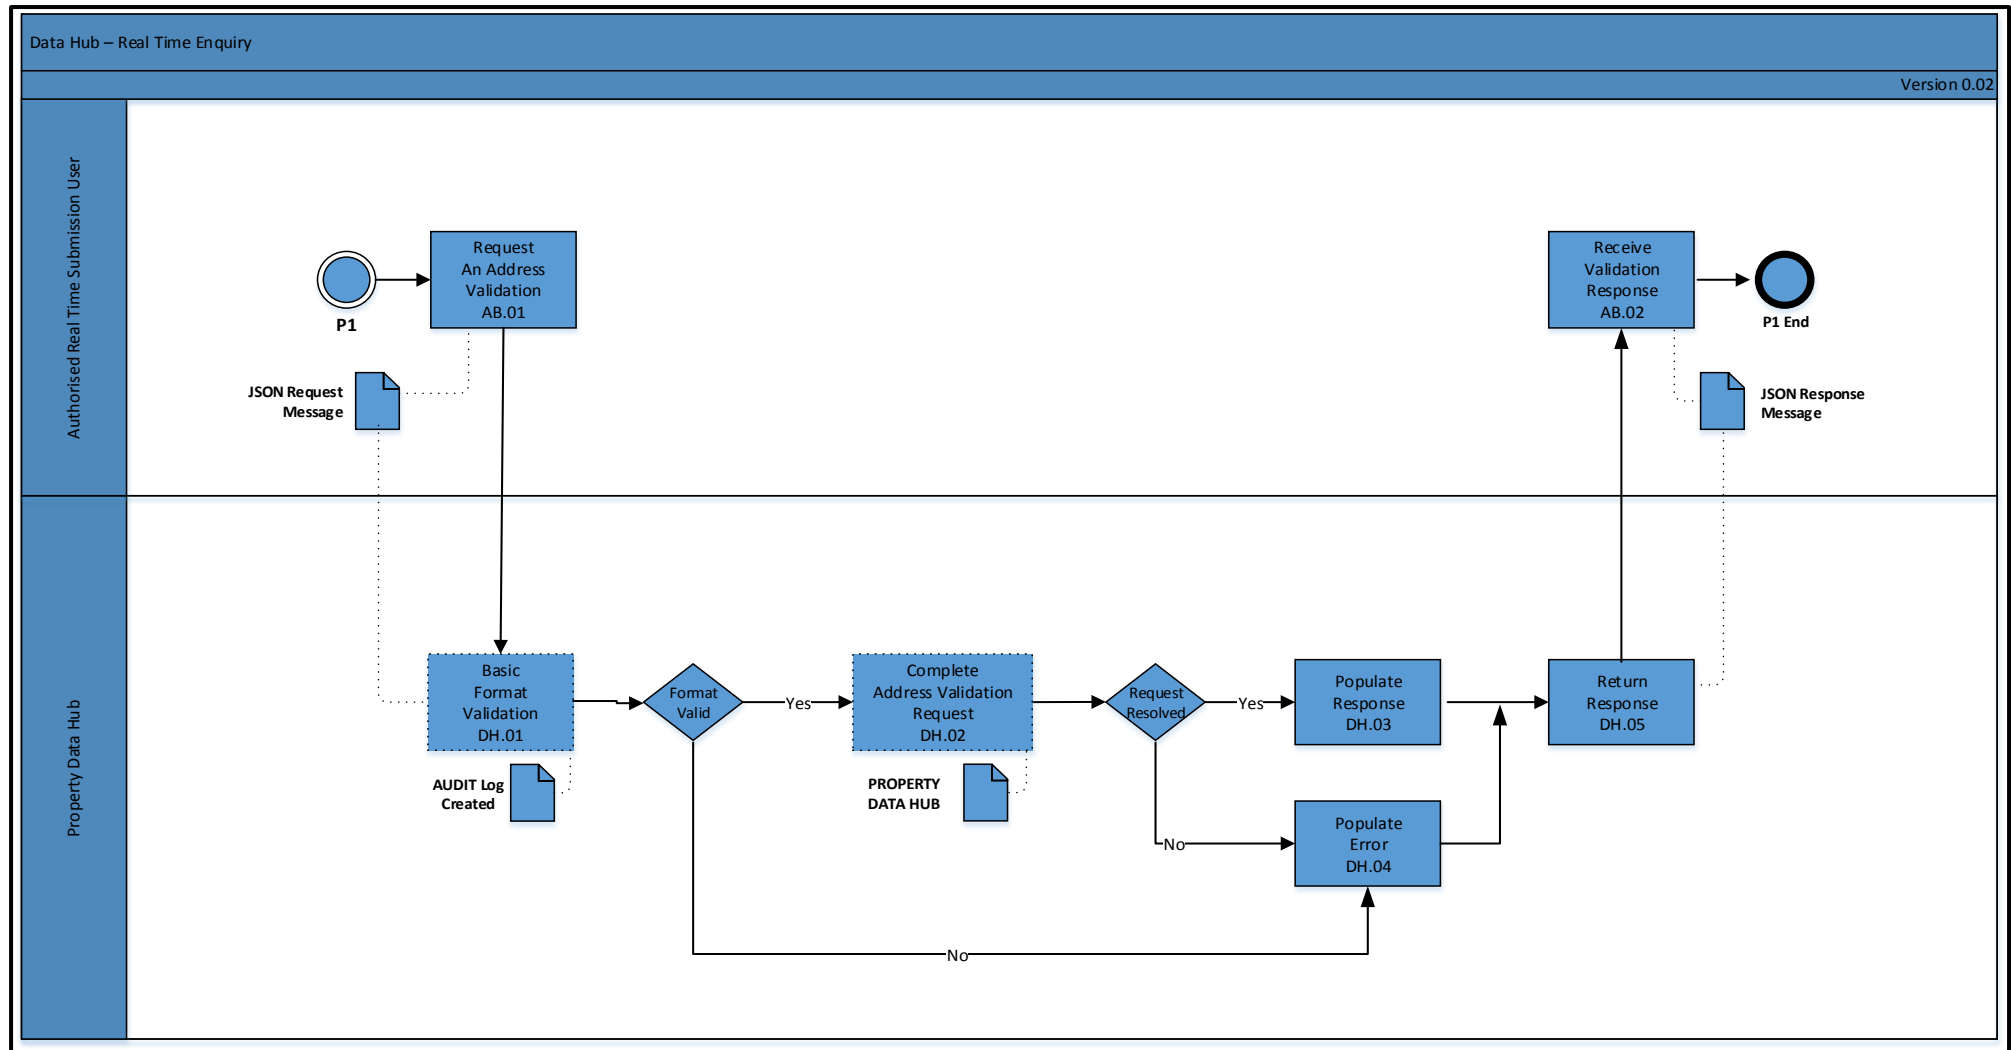 Data Hub – Real Time Enquiry
Version 0.02
Authorised Real Time Submission User
P1
Request
An Address
Validation
AB.01
JSON Request
Message
Receive
Validation
Response
AB.02
P1 End
JSON Response
Message
Property Data Hub
Basic
Format
Validation
DH.01
AUDIT Log
Created
Format
Valid
Yes
No
Complete
Address Validation
Request
DH.02
PROPERTY
DATA HUB
Request
Resolved
Yes
No
Populate
Response
DH.03
Populate
Error
DH.04
Return
Response
DH.05